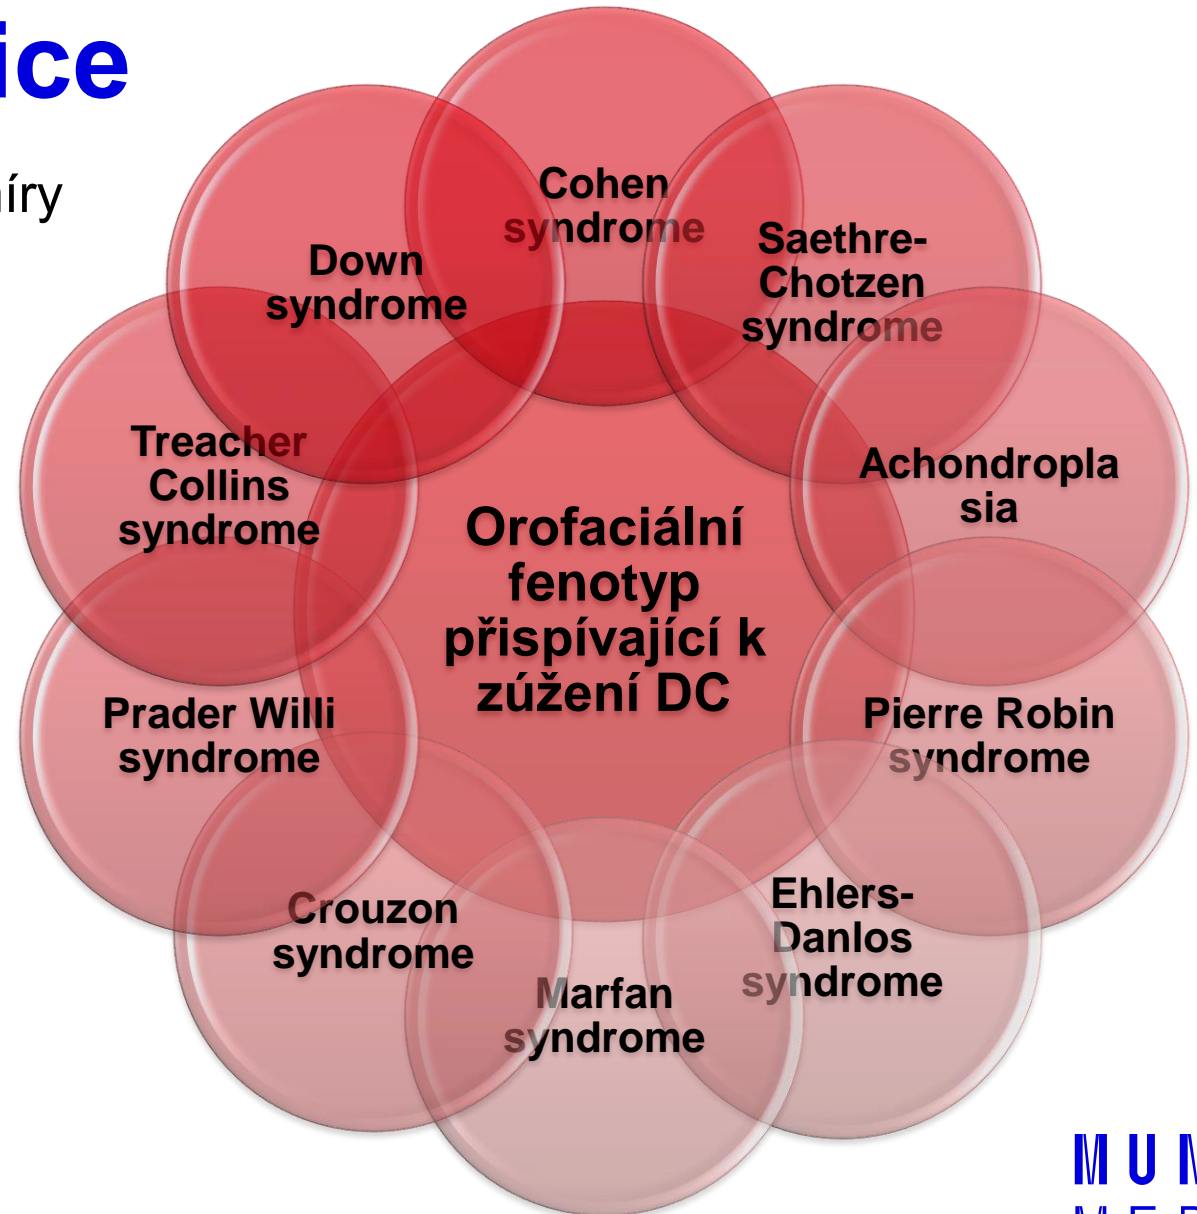 ice
íry
Cohen
syndrome
Saethre-
Chotzen
syndrome
Achondropla
sia
Pierre Robin
syndrome
Ehlers-
Danlos
syndrome
Marfan
syndrome
Crouzon
syndrome
Prader Willi
syndrome
Treacher
Collins
syndrome
Down
syndrome
Orofaciální
fenotyp
přispívající k
zúžení DC
MUN
MED